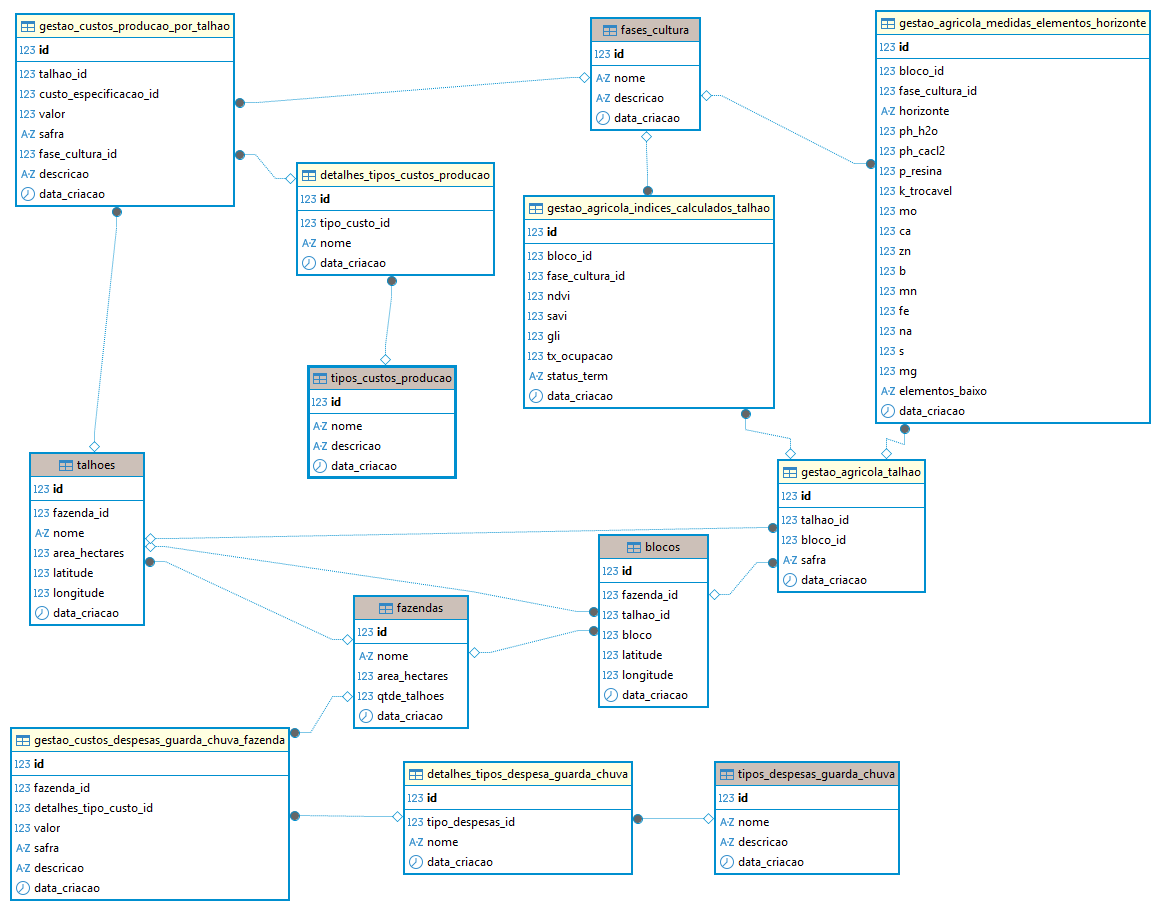 gestao_custos_producao_por_talhao
123 id
123 talhao_id
123 custo_especificacao_id
123 valor
A-Z safra
123 fase_cultura_id
A-Z descricao
data_criacao
fases_cultura
123 id
A-Z nome
A-Z descricao
data_criacao
gestao_agricola_medidas_elementos_horizonte
123 id
123 bloco_id
123 fase_cultura_id
A-Z horizonte
123 ph_h2o
123 ph_cacl2
123 p_resina
123 k_trocavel
123 mo
123 ca
123 zn
123 b
123 mn
123 fe
123 na
123 s
123 mg
A-Z elementos_baixo
data_criacao
detalhes_tipos_custos_producao
123 id
123 tipo_custo_id
A-Z nome
data_criacao
gestao_agricola_indices_calculados_talhao
123 id
123 bloco_id
123 fase_cultura_id
123 ndvi
123 savi
123 gli
123 tx_ocupacao
A-Z status_term
data_criacao
tipos_custos_producao
123 id
A-Z nome
A-Z descricao
data_criacao
talhoes
123 id
123 fazenda_id
A-Z nome
123 area_hectares
123 latitude
123 longitude
data_criacao
gestao_agricola_talhao
123 id
123 talhao_id
123 bloco_id
A-Z safra
data_criacao
blocos
123 id
123 fazenda_id
123 talhao_id
123 bloco
123 latitude
123 longitude
data_criacao
fazendas
123 id
A-Z nome
123 area_hectares
123 qtde_talhoes
data_criacao
gestao_custos_despesas_guarda_chuva_fazenda
123 id
123 fazenda_id
123 detalhes_tipo_custo_id
123 valor
A-Z safra
A-Z descricao
data_criacao
detalhes_tipos_despesa_guarda_chuva
123 id
123 tipo_despesas_id
A-Z nome
data_criacao
tipos_despesas_guarda_chuva
123 id
A-Z nome
A-Z descricao
data_criacao